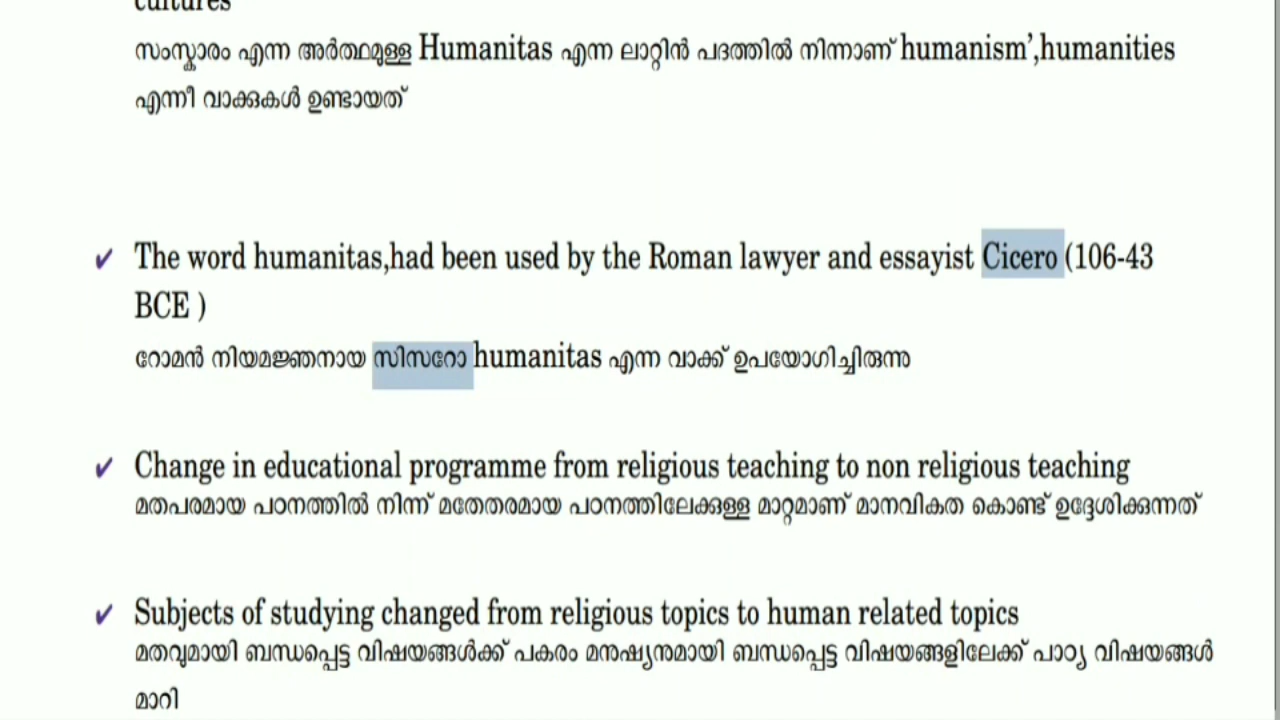 cultures
സംസ്കാരം എന്ന അർത്ഥമുള്ള Humanitas എന്ന ലാറ്റിൻ പദത്തിൽ നിന്നാണ് humanism’,humanities
എന്നീ വാക്കുകൾ ഉണ്ടായത്
✔ The word humanitas,had been used by the Roman lawyer and essayist Cicero (106-43
BCE )
റോമൻ നിയമജ്ഞനായ സിസറോ humanitas എന്ന വാക്ക് ഉപയോഗിച്ചിരുന്നു
✔ Change in educational programme from religious teaching to non religious teaching
മതപരമായ പഠനത്തിൽ നിന്ന് മതേതരമായ പഠനത്തിലേക്കുള്ള മാറ്റമാണ് മാനവികത കൊണ്ട് ഉദ്ദേശിക്കുന്നത്
✔ Subjects of studying changed from religious topics to human related topics
മതവുമായി ബന്ധപ്പെട്ട വിഷയങ്ങൾക്ക് പകരം മനുഷ്യനുമായി ബന്ധപ്പെട്ട വിഷയങ്ങളിലേക്ക് പാഠ്യ വിഷയങ്ങൾ
മാറി